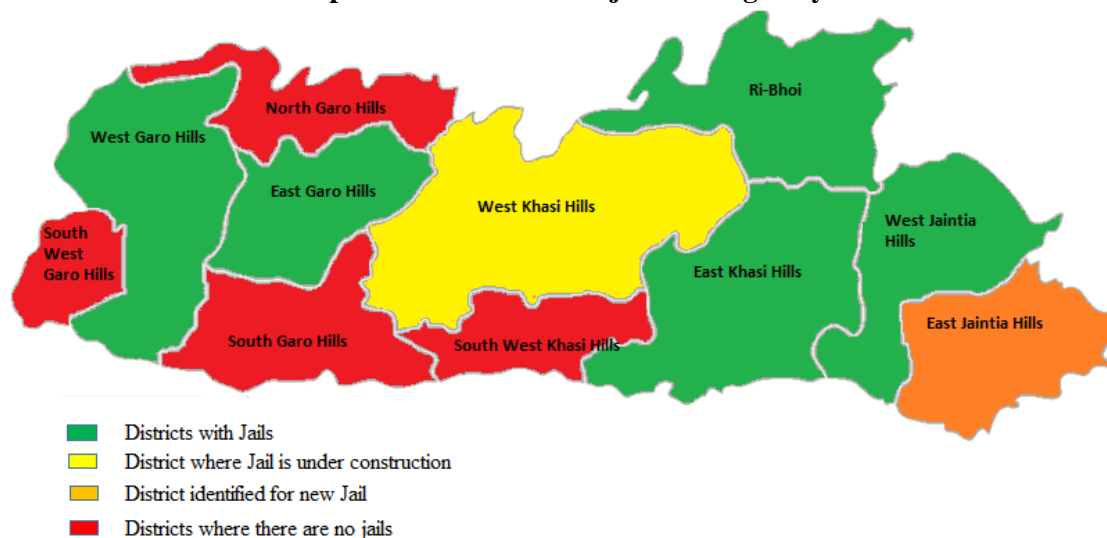 Ri-Bhoi
North Garo Hills
West Garo Hills
East Garo Hills
West Khasi Hills
South
West
Garo Hills
West Jaintia
Hills
East Khasi Hills
East Jaintia Hills
South Garo Hills
South West Khasi Hills
Districts with Jails
District where Jail is under construction
District identified for new Jail
Districts where there are no jails